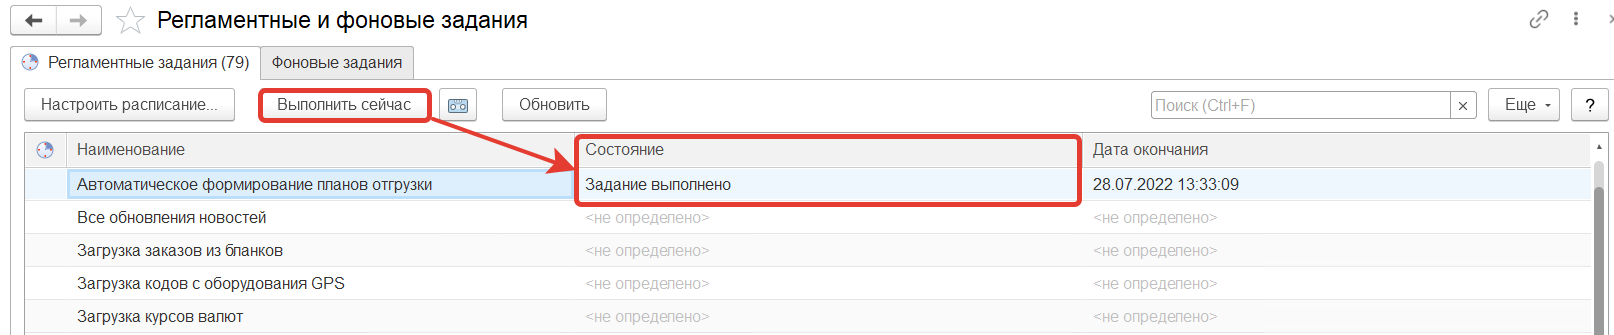 Регламентные и фоновые задания
Регламентные задания (79) Фоновые задания
Настроить расписание... Выполнить сейчас Обновить Поиск (Ctrl+F) × Еще ?
Наименование Состояние Дата окончания
Автоматическое формирование планов отгрузки Задание выполнено 28.07.2022 13:33:09
Все обновления новостей <не определено> <не определено>
Загрузка заказов из бланков <не определено> <не определено>
Загрузка кодов с оборудования GPS <не определено> <не определено>
Загрузка курсов валют <не определено> <не определено>